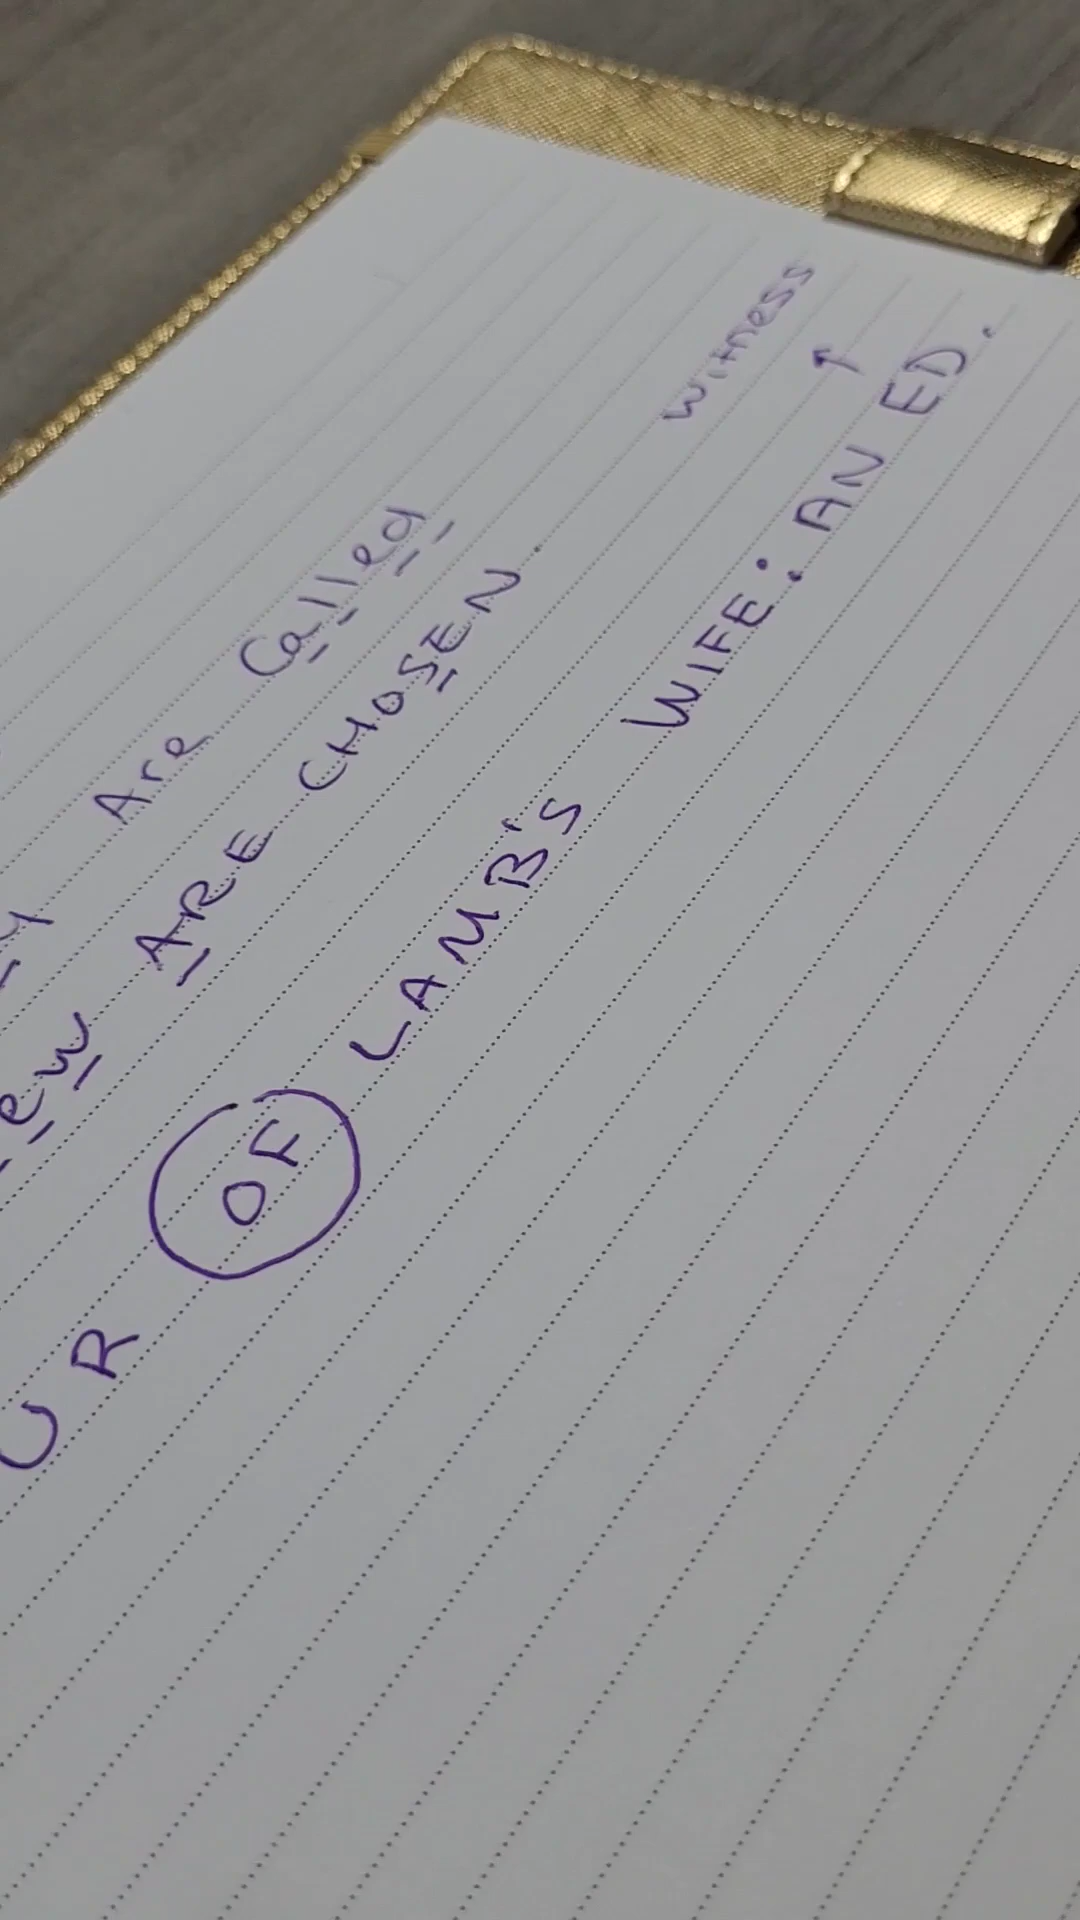 Are Called
ew ARE CHOSEN
witness
↑
UR OF LAMB'S WIFE: AN ED.